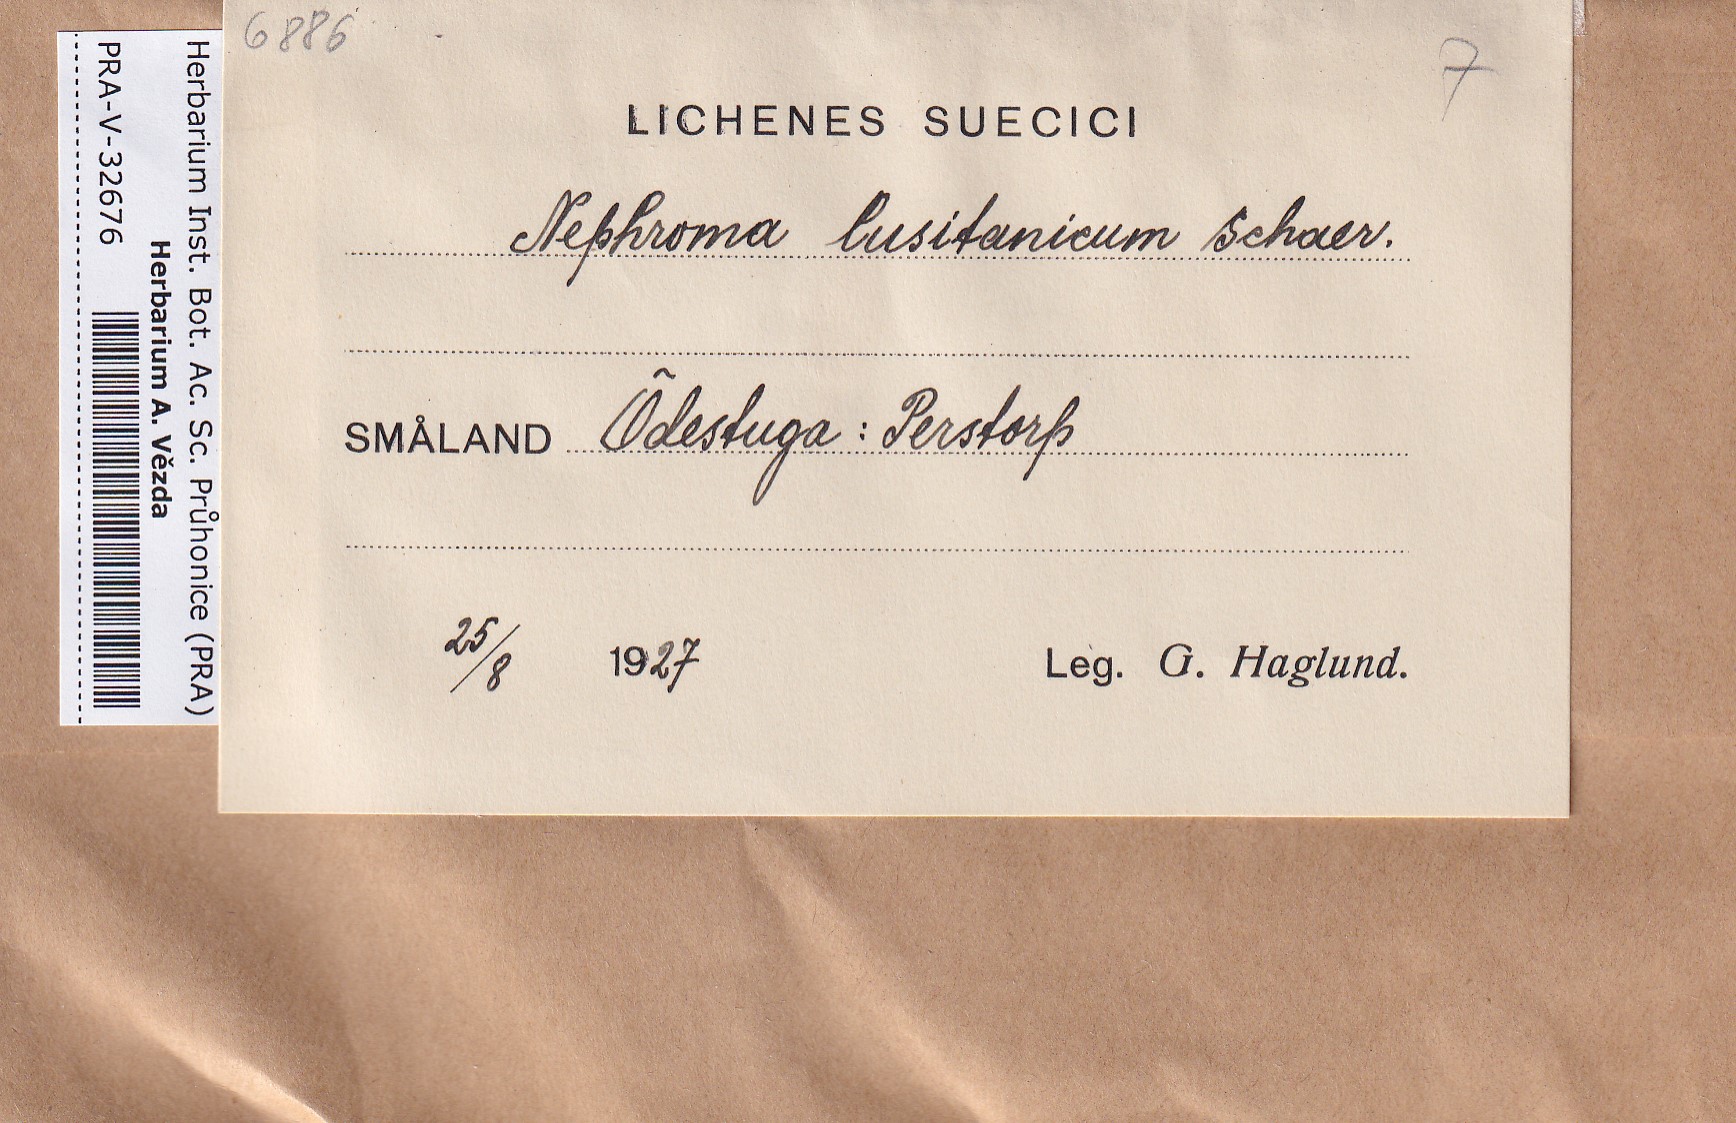 6886
7
LICHENES SUECICI
Nephroma lusitanicum Schaer.
SMÅLAND Õdestuga : Perstorp
25/8 1927 Leg. G. Haglund.
Herbarium Inst. Bot. Ac. Sc. Průhonice (PRA)
Herbarium A. Vězda
PRA-V-32676